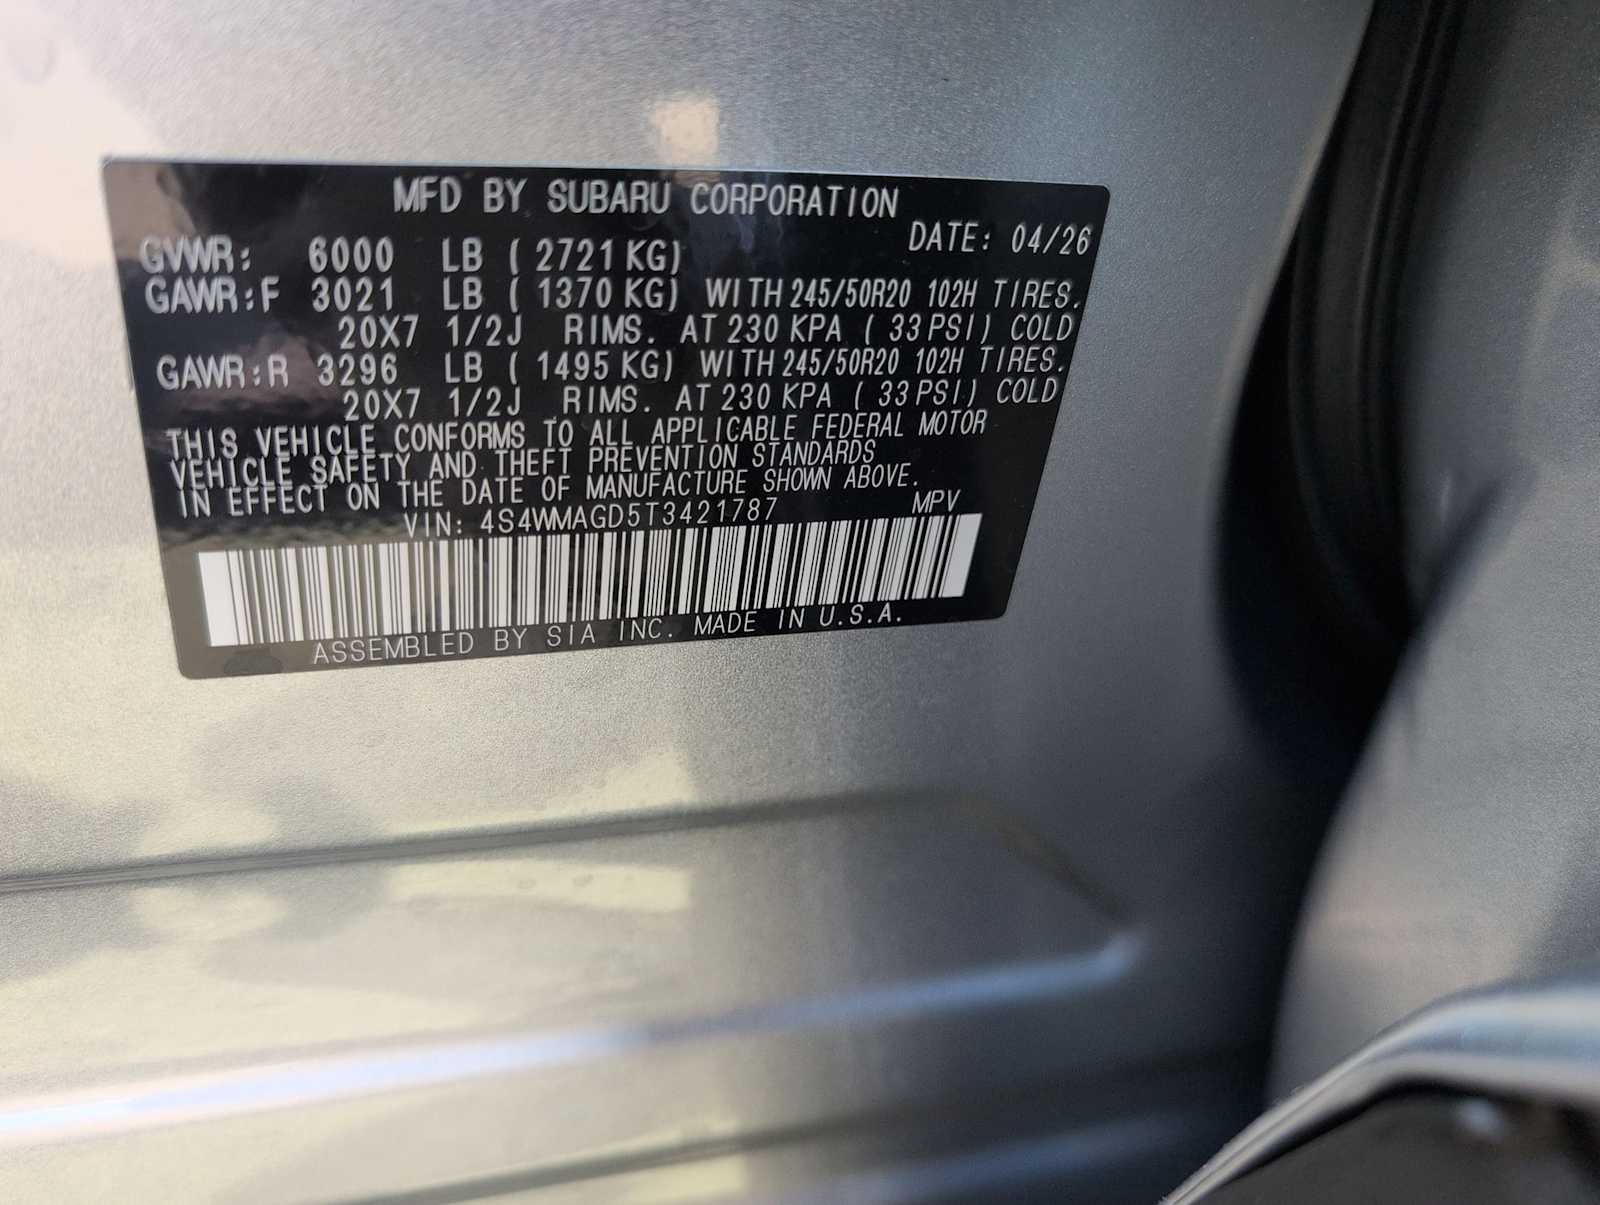 MFD BY SUBARU CORPORATION
DATE: 04/26
GVWR: 6000 LB ( 2721 KG)
GAWR:F 3021 LB ( 1370 KG) WITH 245/50R20 102H TIRES.
20X7 1/2J RIMS. AT 230 KPA ( 33 PSI) COLD
GAWR:R 3296 LB ( 1495 KG) WITH 245/50R20 102H TIRES.
20X7 1/2J RIMS. AT 230 KPA ( 33 PSI) COLD
THIS VEHICLE CONFORMS TO ALL APPLICABLE FEDERAL MOTOR
VEHICLE SAFETY AND THEFT PREVENTION STANDARDS
IN EFFECT ON THE DATE OF MANUFACTURE SHOWN ABOVE.
VIN: 4S4WMAGD5T3421787 MPV
ASSEMBLED BY SIA INC. MADE IN U.S.A.